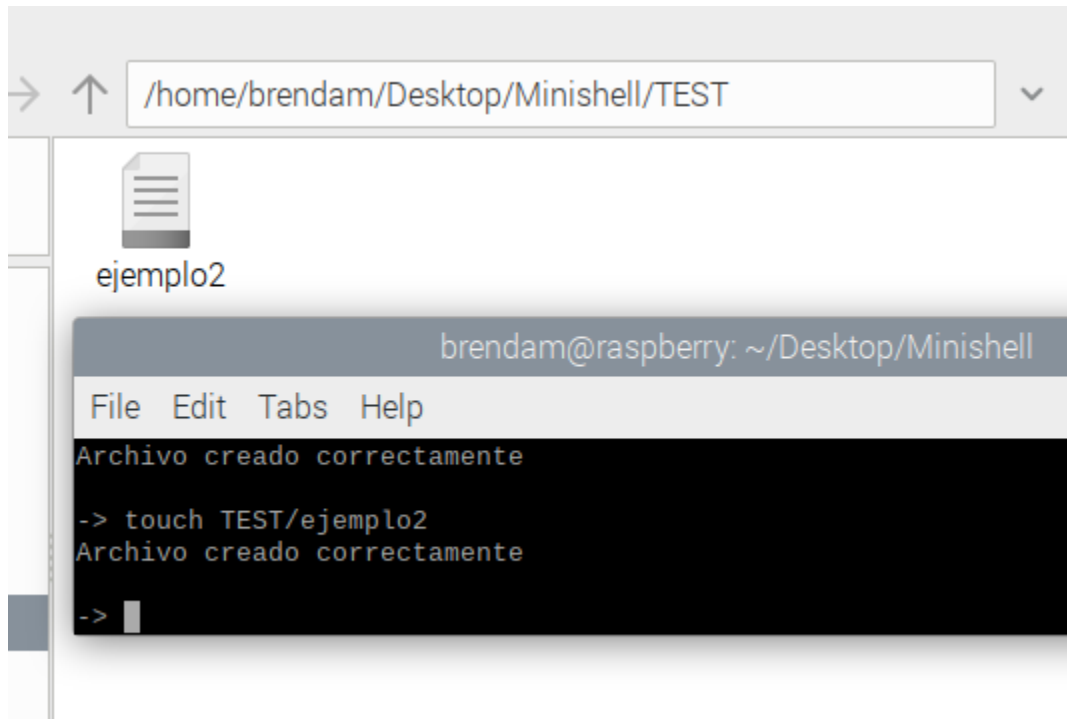 /home/brendam/Desktop/Minishell/TEST
ejemplo2
brendam@raspberry: ~/Desktop/Minishell
File Edit Tabs Help
Archivo creado correctamente
-> touch TEST/ejemplo2
Archivo creado correctamente
->